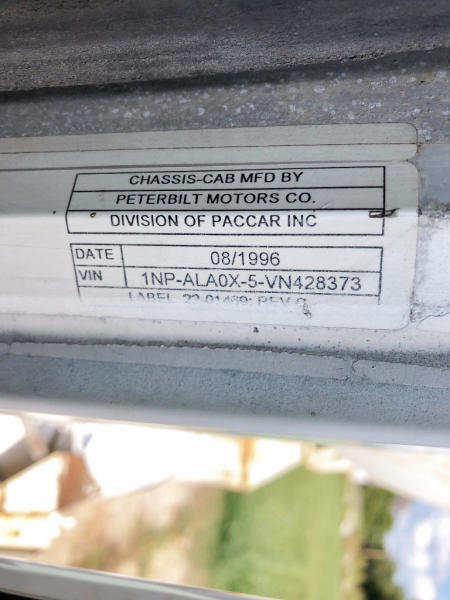 CHASSIS-CAB MFD BY
PETERBILT MOTORS CO.
DIVISION OF PACCAR INC
DATE 08/1996
VIN 1NP-ALA0X-5-VN428373
LABEL